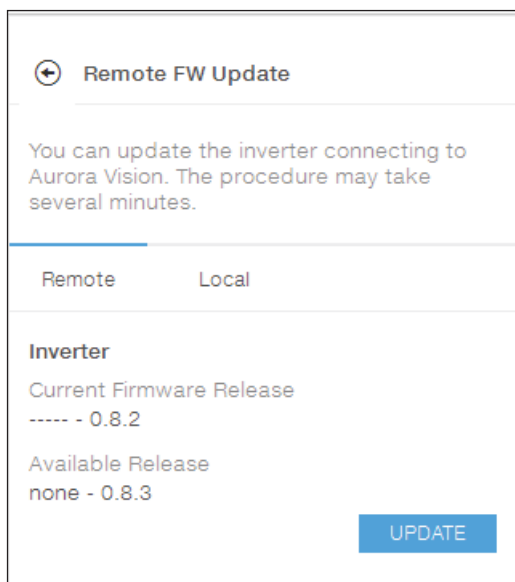 Remote FW Update
You can update the inverter connecting to
Aurora Vision. The procedure may take
several minutes.
Remote Local
Inverter
Current Firmware Release
----- - 0.8.2
Available Release
none - 0.8.3
UPDATE